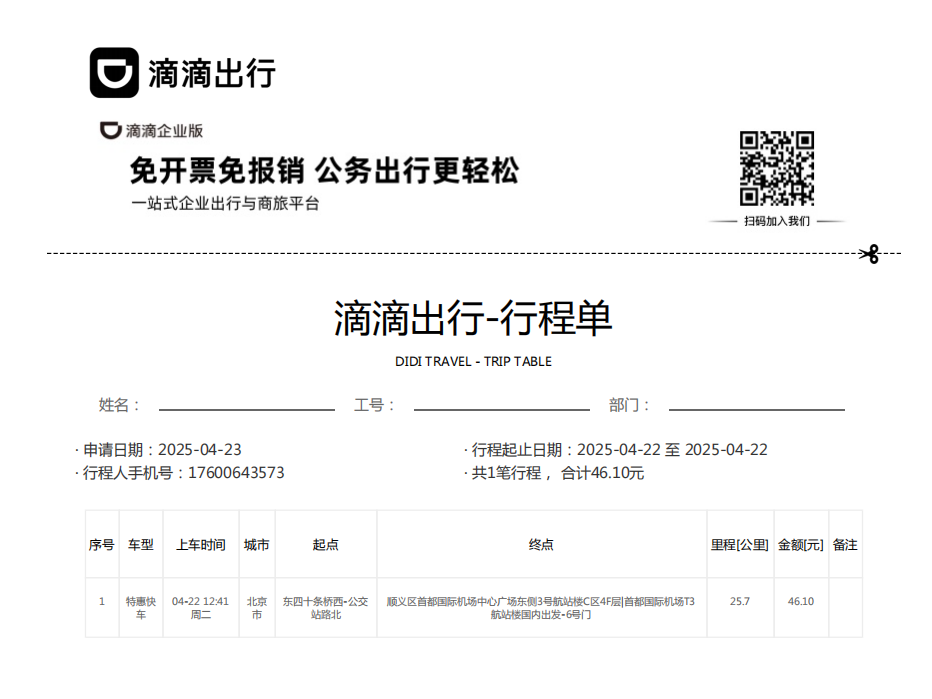 滴滴出行
滴滴企业版
免开票免报销 公务出行更轻松
一站式企业出行与商旅平台
扫码加入我们
滴滴出行-行程单
DIDI TRAVEL - TRIP TABLE
姓名： 工号： 部门：
· 申请日期：2025-04-23 · 行程起止日期：2025-04-22 至 2025-04-22
· 行程人手机号：17600643573 · 共1笔行程， 合计46.10元
序号 车型 上车时间 城市 起点 终点 里程[公里] 金额[元] 备注
1 特惠快 04-22 12:41 北京 东四十条桥西-公交 顺义区首都国际机场中心广场东侧3号航站楼C区4F层|首都国际机场T3 25.7 46.10
车 周二 市 站路北 航站楼国内出发-6号门